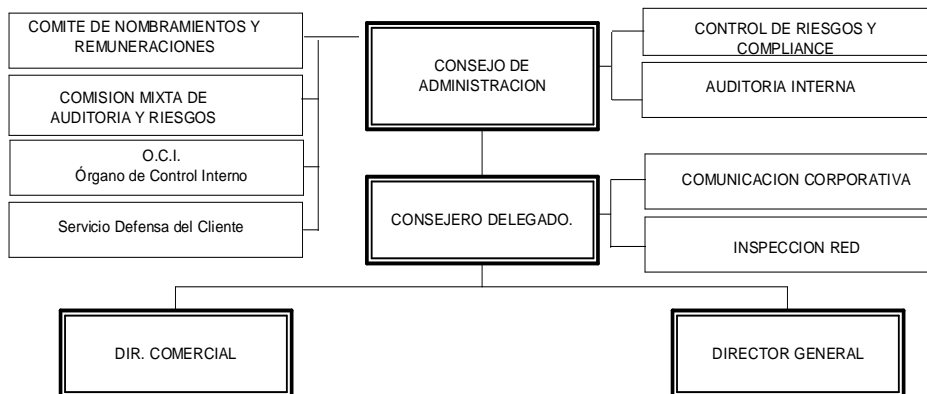 COMITE DE NOMBRAMIENTOS Y
REMUNERACIONES
COMISION MIXTA DE
AUDITORIA Y RIESGOS
O.C.I.
Órgano de Control Interno
Servicio Defensa del Cliente
CONSEJO DE
ADMINISTRACION
CONTROL DE RIESGOS Y
COMPLIANCE
AUDITORIA INTERNA
CONSEJERO DELEGADO.
COMUNICACION CORPORATIVA
INSPECCION RED
DIR. COMERCIAL
DIRECTOR GENERAL